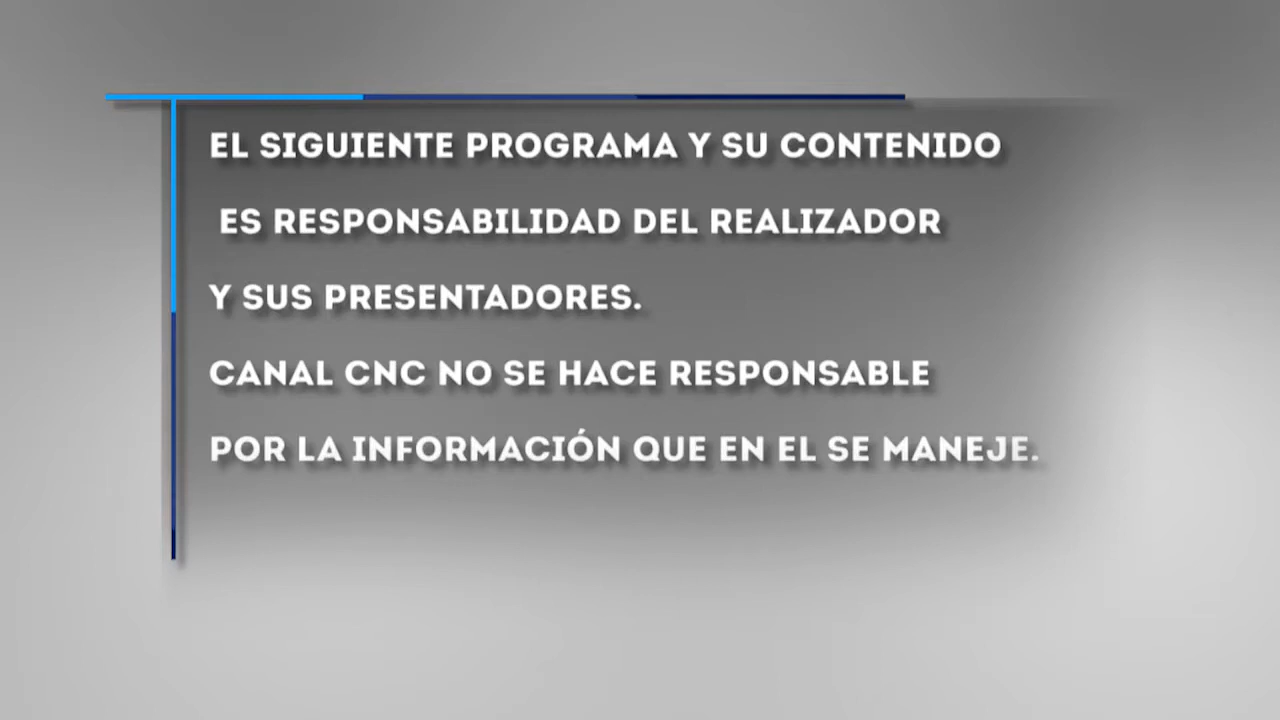 EL SIGUIENTE PROGRAMA Y SU CONTENIDO
ES RESPONSABILIDAD DEL REALIZADOR
Y SUS PRESENTADORES.
CANAL CNC NO SE HACE RESPONSABLE
POR LA INFORMACIÓN QUE EN EL SE MANEJE.